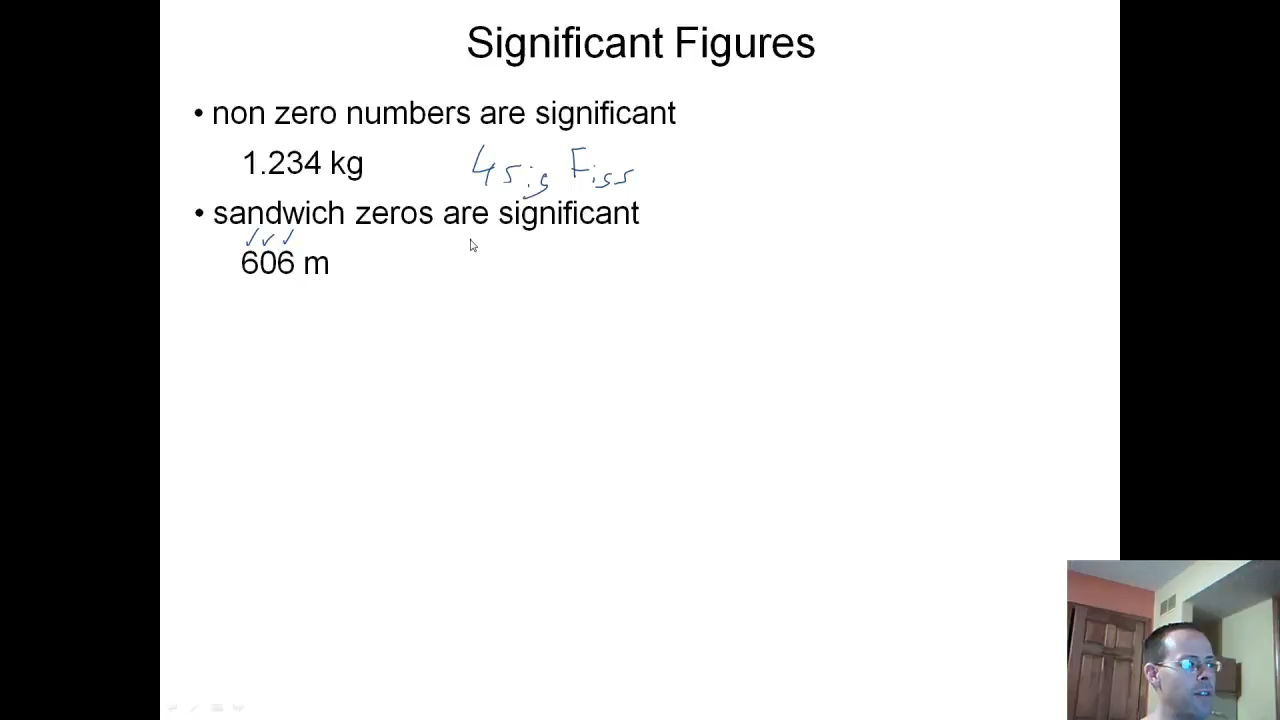 Significant Figures
• non zero numbers are significant
1.234 kg 4 sig Figs
• sandwich zeros are significant
606 m